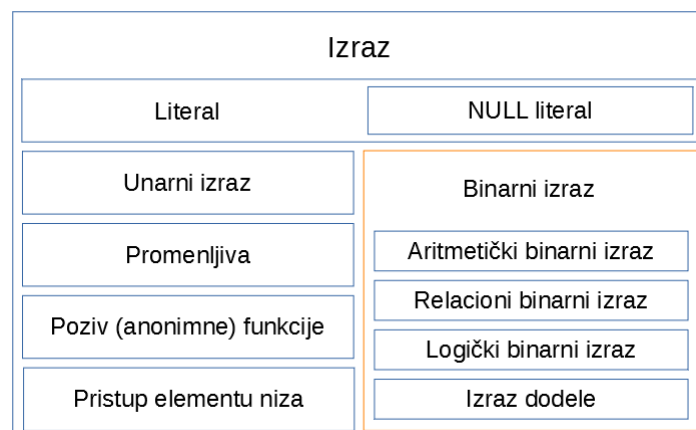 Izraz
Literal
NULL literal
Unarni izraz
Promenljiva
Poziv (anonimne) funkcije
Pristup elementu niza
Binarni izraz
Aritmetički binarni izraz
Relacioni binarni izraz
Logički binarni izraz
Izraz dodele